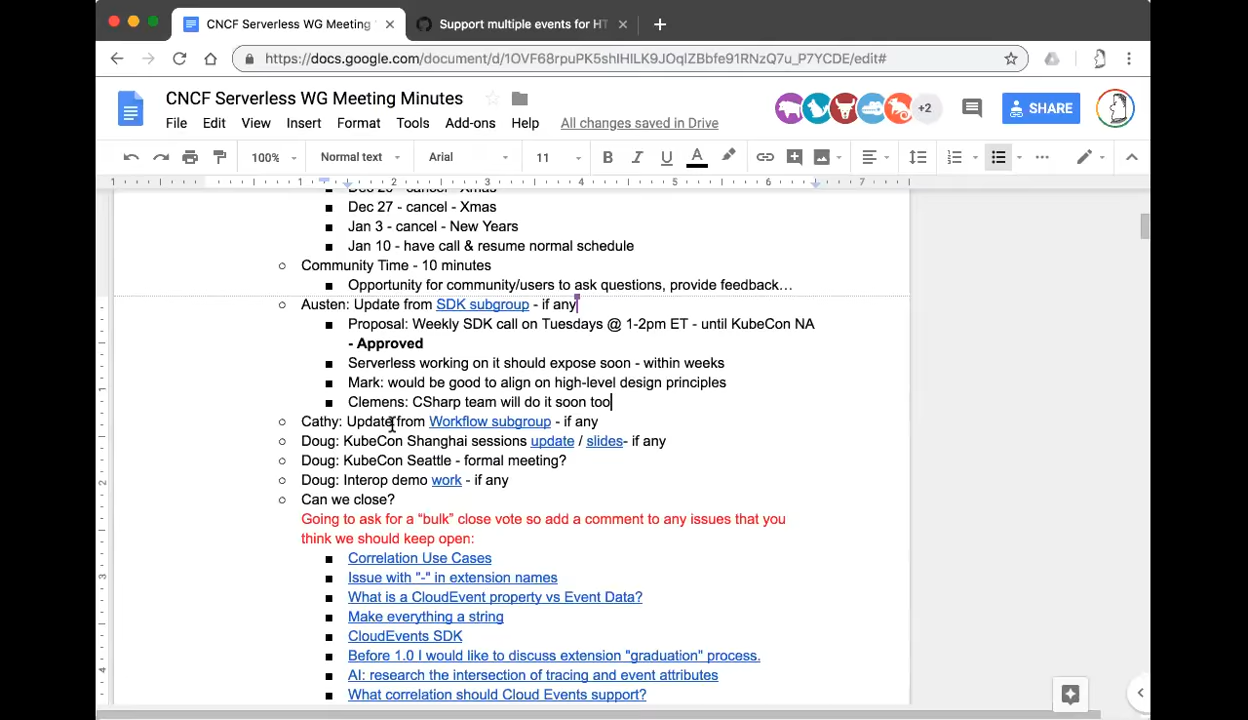 CNCF Serverless WG Meeting Minutes
Support multiple events for HT
https://docs.google.com/document/d/1OVF68rpuPK5shIHILK9JOqlZBbfe91RNzQ7u_P7YCDE/edit#
CNCF Serverless WG Meeting Minutes
+2
SHARE
File Edit View Insert Format Tools Add-ons Help All changes saved in Drive
100% Normal text Arial 11 B I U A
1 1 2 3 4 5 6 7
Dec 27 - cancel - Xmas
Jan 3 - cancel - New Years
Jan 10 - have call & resume normal schedule
Community Time - 10 minutes
Opportunity for community/users to ask questions, provide feedback…
Austen: Update from SDK subgroup - if any
Proposal: Weekly SDK call on Tuesdays @ 1-2pm ET - until KubeCon NA
- Approved
Serverless working on it should expose soon - within weeks
Mark: would be good to align on high-level design principles
Clemens: CSharp team will do it soon too
Cathy: Update from Workflow subgroup - if any
Doug: KubeCon Shanghai sessions update / slides- if any
Doug: KubeCon Seattle - formal meeting?
Doug: Interop demo work - if any
Can we close?
Going to ask for a “bulk” close vote so add a comment to any issues that you
think we should keep open:
Correlation Use Cases
Issue with "-" in extension names
What is a CloudEvent property vs Event Data?
Make everything a string
CloudEvents SDK
Before 1.0 I would like to discuss extension "graduation" process.
AI: research the intersection of tracing and event attributes
What correlation should Cloud Events support?